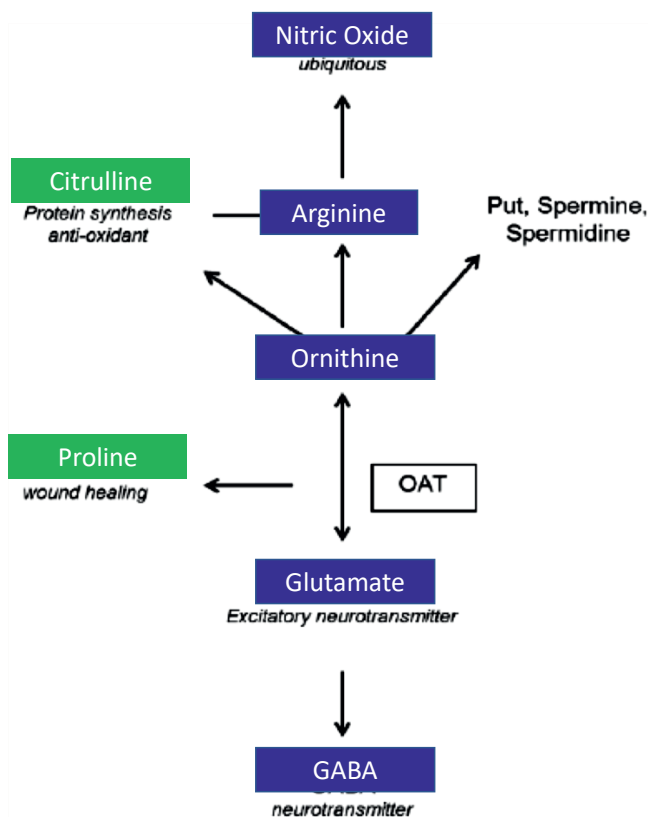 Nitric Oxide
ubiquitous
Citrulline
Protein synthesis
anti-oxidant
Arginine
Put, Spermine,
Spermidine
Ornithine
Proline
wound healing
OAT
Glutamate
Excitatory neurotransmitter
GABA
neurotransmitter